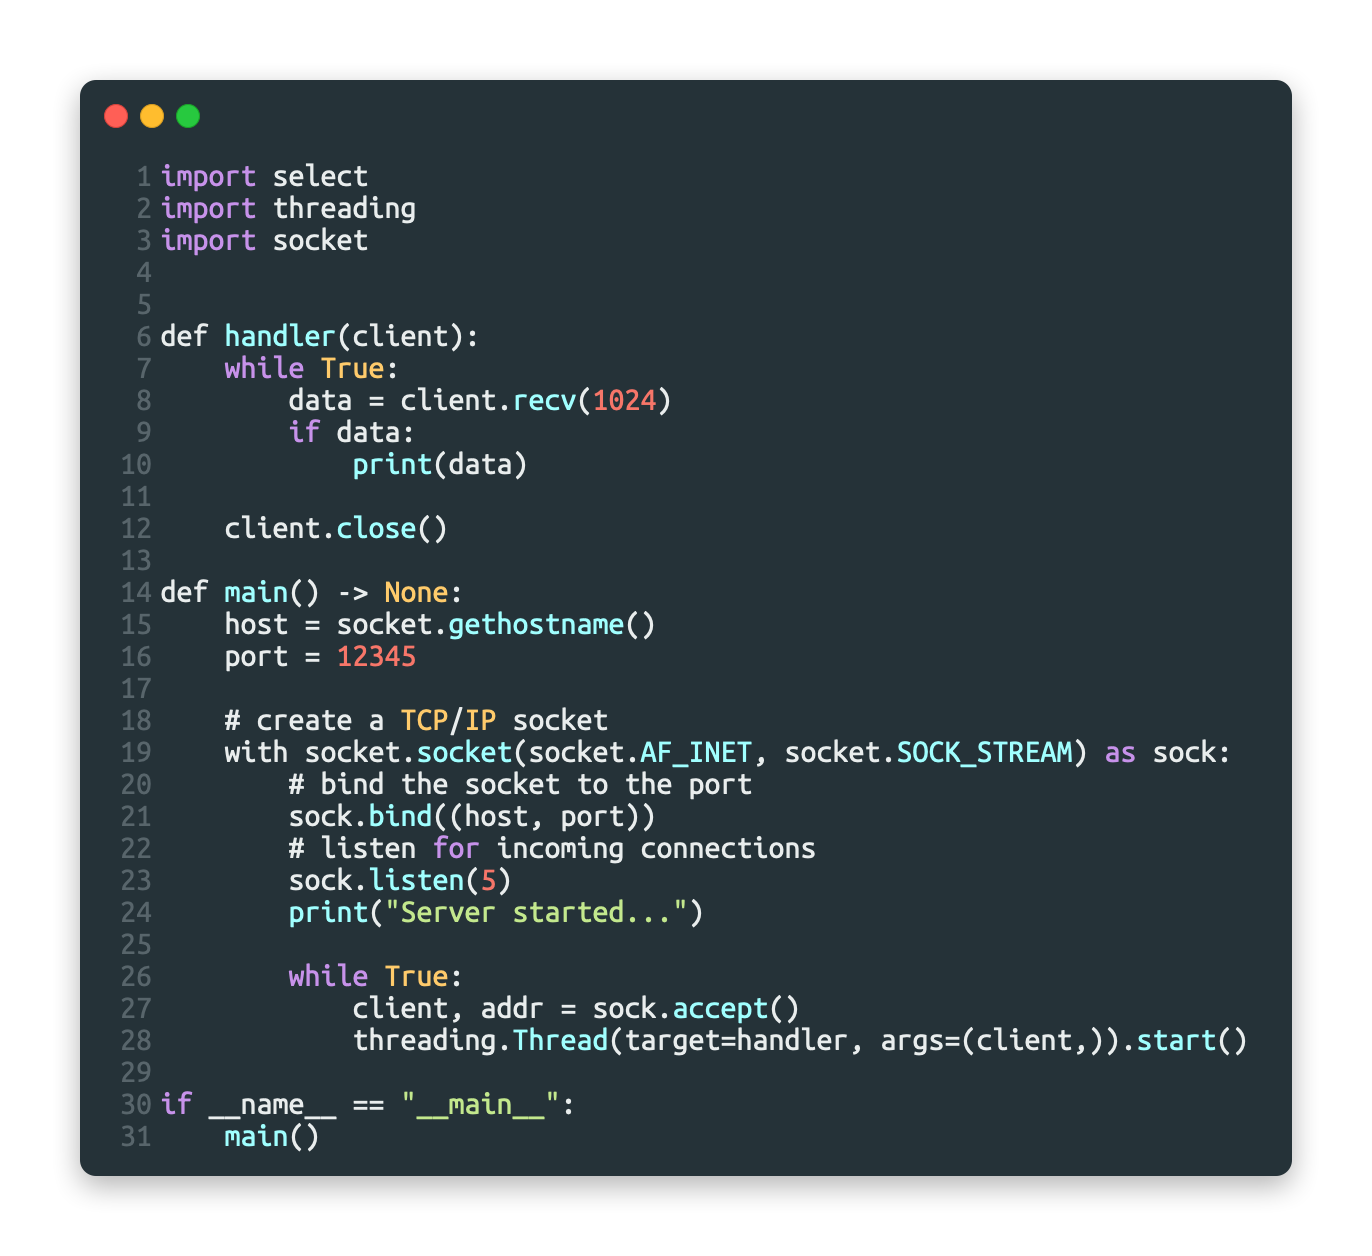 1 import select
2 import threading
3 import socket
4
5
6 def handler(client):
7     while True:
8         data = client.recv(1024)
9         if data:
10             print(data)
11
12     client.close()
13
14 def main() -> None:
15     host = socket.gethostname()
16     port = 12345
17
18     # create a TCP/IP socket
19     with socket.socket(socket.AF_INET, socket.SOCK_STREAM) as sock:
20         # bind the socket to the port
21         sock.bind((host, port))
22         # listen for incoming connections
23         sock.listen(5)
24         print("Server started...")
25
26         while True:
27             client, addr = sock.accept()
28             threading.Thread(target=handler, args=(client,)).start()
29
30 if __name__ == "__main__":
31     main()